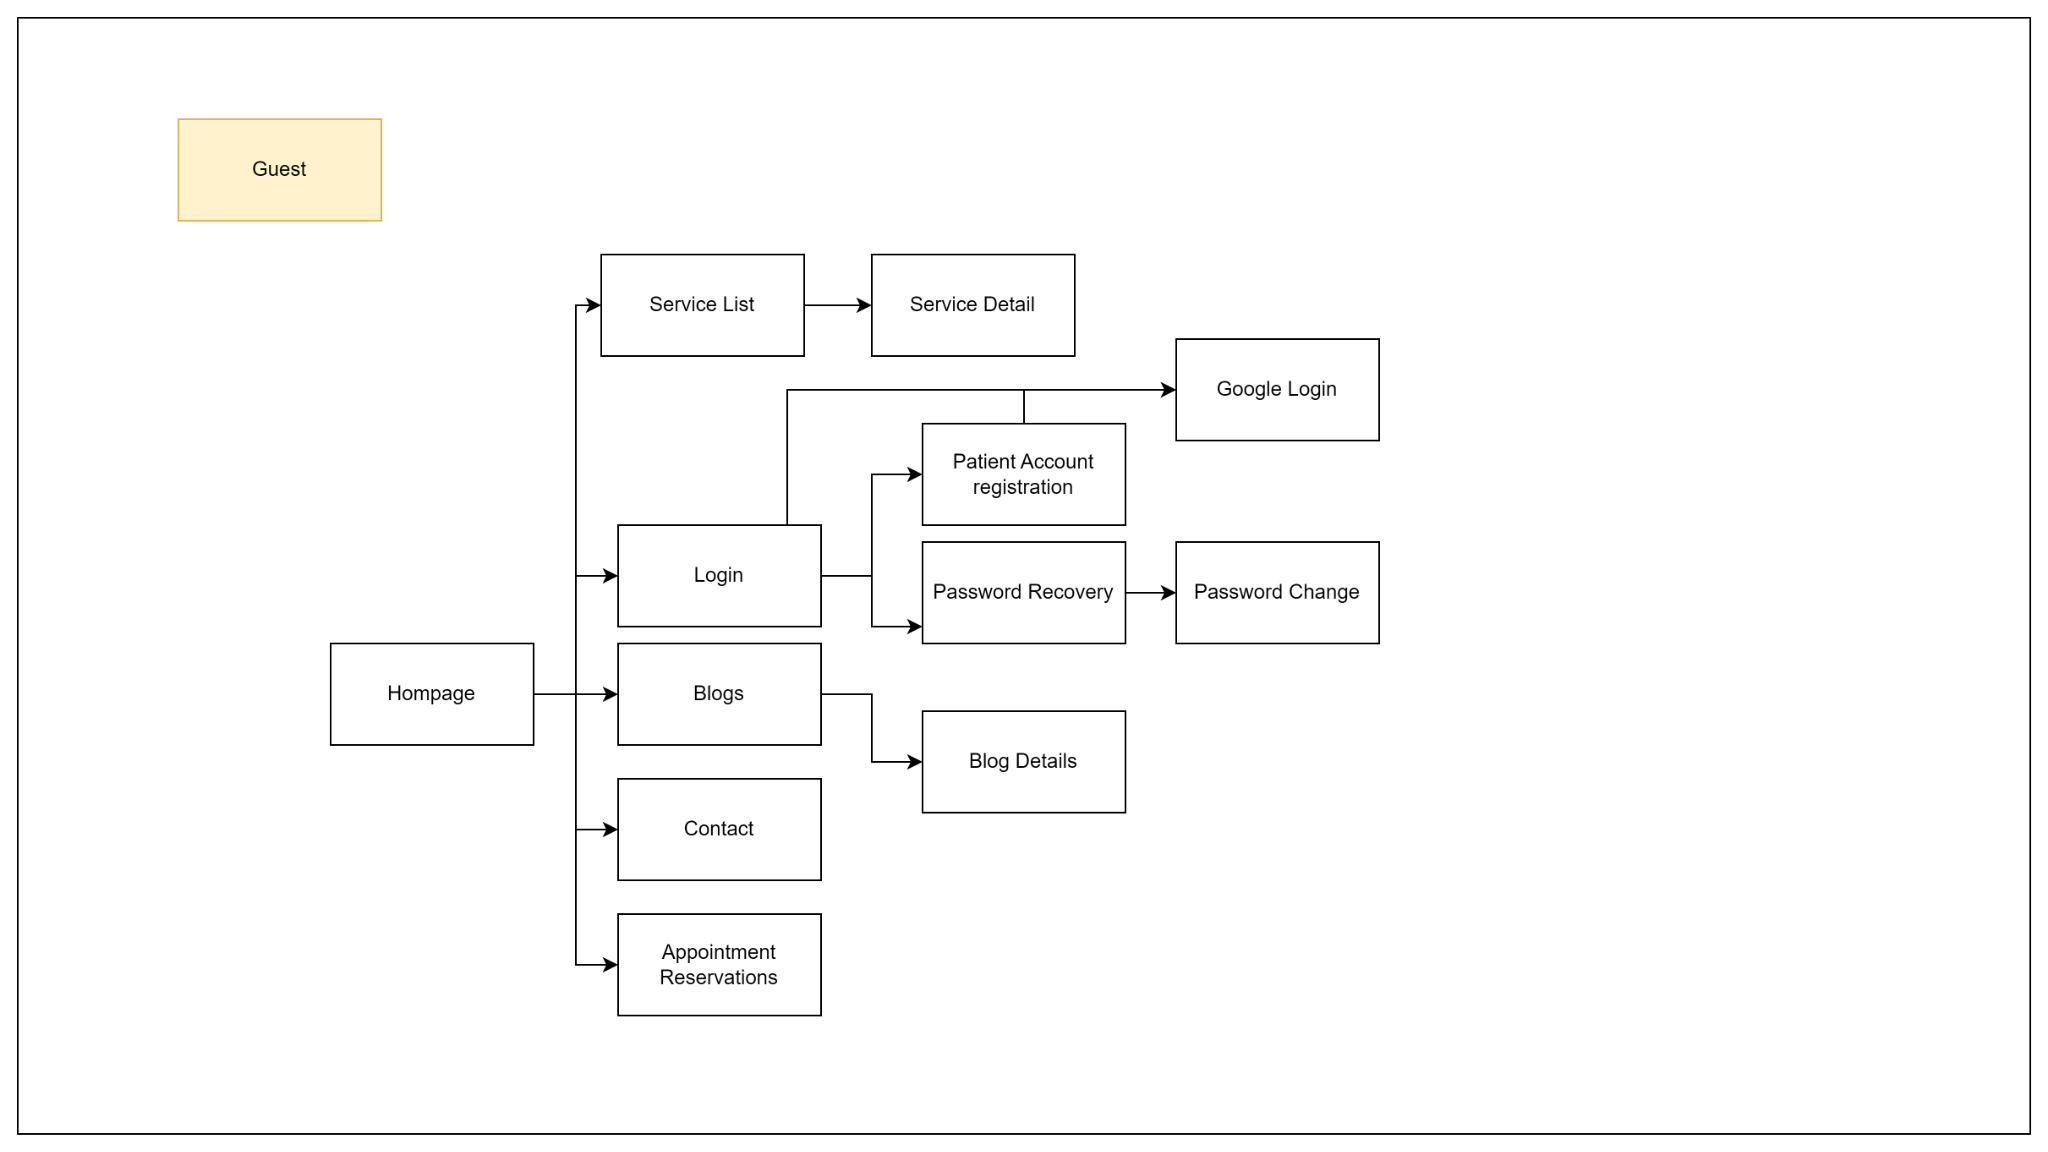 Guest
Service List
Service Detail
Google Login
Patient Account
registration
Login
Password Recovery
Password Change
Hompage
Blogs
Blog Details
Contact
Appointment
Reservations